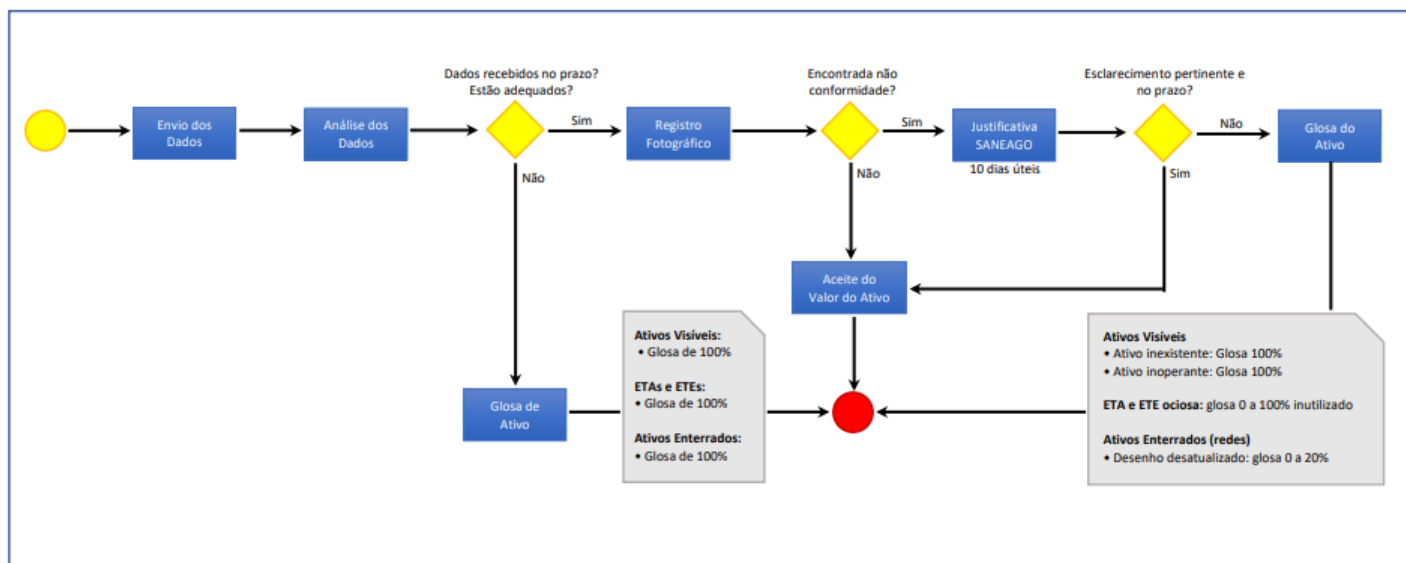 Dados recebidos no prazo?
Estão adequados?
Encontrada não
conformidade?
Esclarecimento pertinente e
no prazo?
Envio dos
Dados
Análise dos
Dados
Sim
Registro
Fotográfico
Sim
Justificativa
SANEAGO
10 dias úteis
Não
Glosa do
Ativo
Não
Não
Sim
Aceite do
Valor do Ativo
Glosa de
Ativo
Ativos Visíveis:
• Glosa de 100%
ETAs e ETEs:
• Glosa de 100%
Ativos Enterrados:
• Glosa de 100%
Ativos Visíveis
• Ativo inexistente: Glosa 100%
• Ativo inoperante: Glosa 100%
ETA e ETE ociosa: glosa 0 a 100% inutilizado
Ativos Enterrados (redes)
• Desenho desatualizado: glosa 0 a 20%